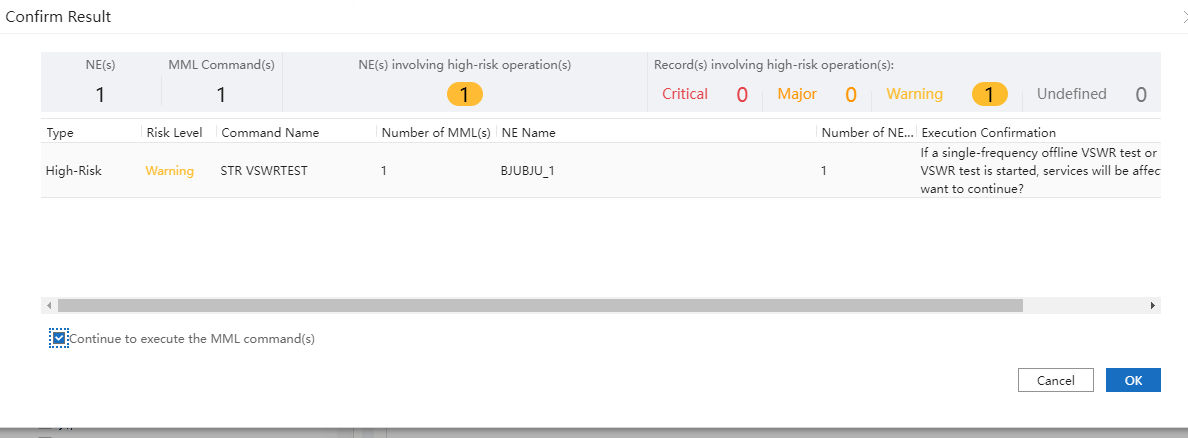 Confirm Result
NE(s) MML Command(s) NE(s) involving high-risk operation(s) Record(s) involving high-risk operation(s):
1 1 1 Critical 0 Major 0 Warning 1 Undefined 0
Type Risk Level Command Name Number of MML(s) NE Name Number of NE... Execution Confirmation
High-Risk Warning STR VSWRTEST 1 BJUBJU_1 1 If a single-frequency offline VSWR test or
VSWR test is started, services will be affec
want to continue?
Continue to execute the MML command(s)
Cancel OK